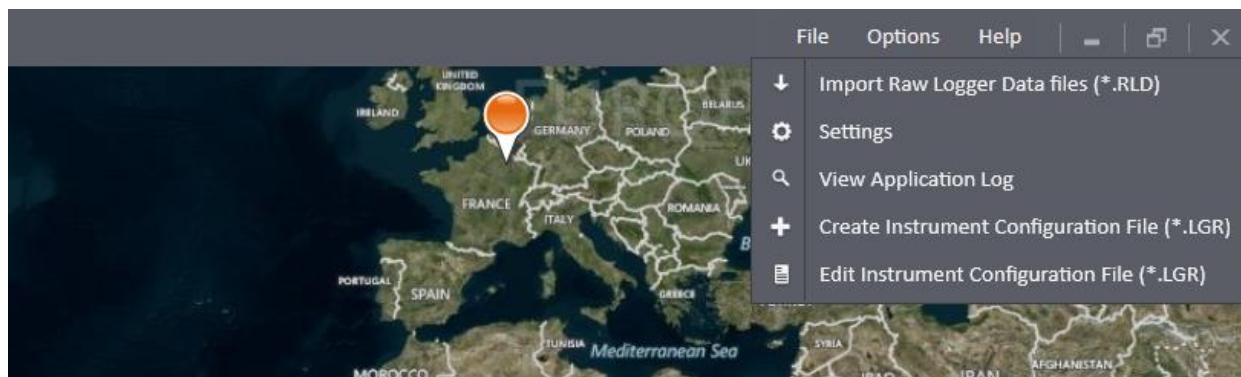 File Options Help
Import Raw Logger Data files (*.RLD)
Settings
View Application Log
Create Instrument Configuration File (*.LGR)
Edit Instrument Configuration File (*.LGR)
UNITED
KINGDOM
IRELAND
BELARUS
GERMANY
POLAND
UK
FRANCE
ROMANIA
ITALY
B
PORTUGAL
SPAIN
GREECE
TUNISIA
Mediterranean Sea
SYRIA
MOROCCO
IRAQ
IRAN
AFGHANISTAN